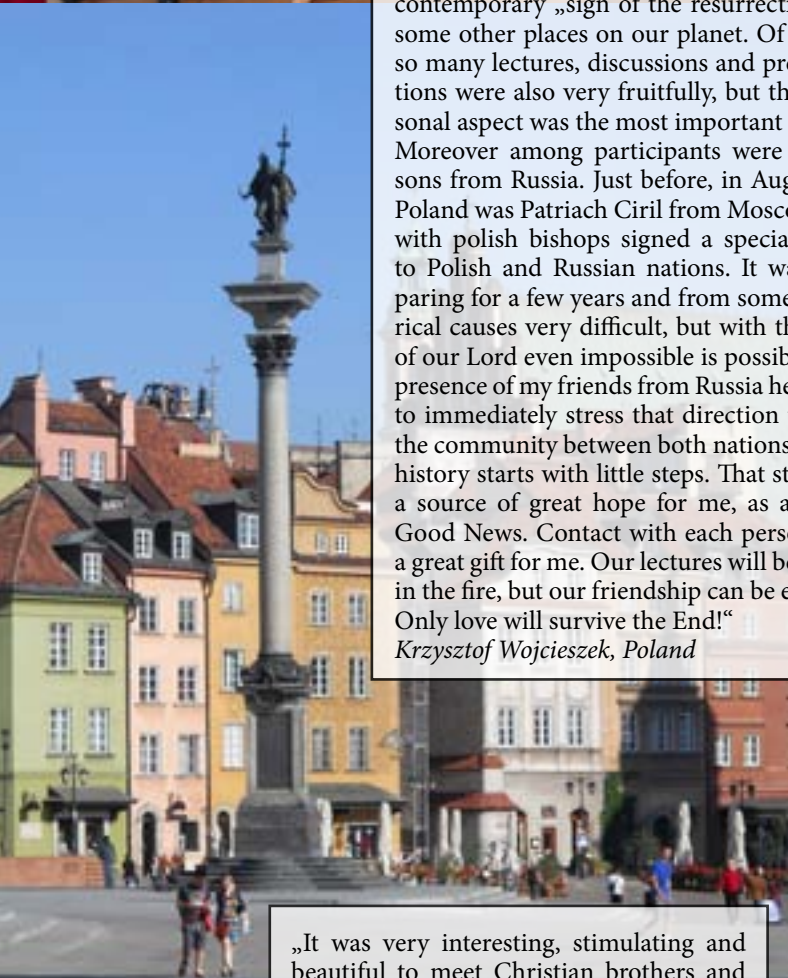 contemporary „sign of the resurrecti
some other places on our planet. Of
so many lectures, discussions and pre
tions were also very fruitfully, but th
sonal aspect was the most important
Moreover among participants were
sons from Russia. Just before, in Aug
Poland was Patriach Ciril from Mosco
with polish bishops signed a specia
to Polish and Russian nations. It wa
paring for a few years and from some
rical causes very difficult, but with th
of our Lord even impossible is possib
presence of my friends from Russia he
to immediately stress that direction
the community between both nations
history starts with little steps. That st
a source of great hope for me, as a
Good News. Contact with each perso
a great gift for me. Our lectures will be
in the fire, but our friendship can be e
Only love will survive the End!“
Krzysztof Wojcieszek, Poland
„It was very interesting, stimulating and
beautiful to meet Christian brothers and